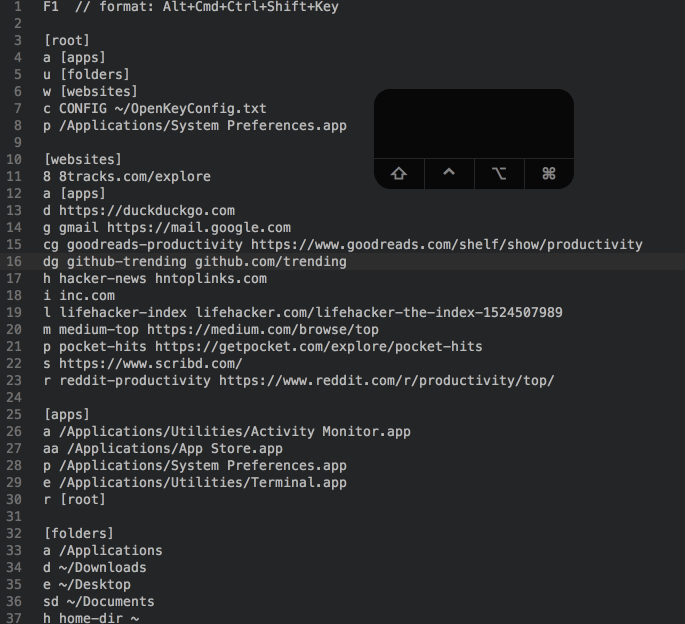 1 F1 // format: Alt+Cmd+Ctrl+Shift+Key
2
3 [root]
4 a [apps]
5 u [folders]
6 w [websites]
7 c CONFIG ~/OpenKeyConfig.txt
8 p /Applications/System Preferences.app
9
10 [websites]
11 8 8tracks.com/explore
12 a [apps]
13 d https://duckduckgo.com
14 g gmail https://mail.google.com
15 cg goodreads-productivity https://www.goodreads.com/shelf/show/productivity
16 dg github-trending github.com/trending
17 h hacker-news hntoplinks.com
18 i inc.com
19 l lifehacker-index lifehacker.com/lifehacker-the-index-1524507989
20 m medium-top https://medium.com/browse/top
21 p pocket-hits https://getpocket.com/explore/pocket-hits
22 s https://www.scribd.com/
23 r reddit-productivity https://www.reddit.com/r/productivity/top/
24
25 [apps]
26 a /Applications/Utilities/Activity Monitor.app
27 aa /Applications/App Store.app
28 p /Applications/System Preferences.app
29 e /Applications/Utilities/Terminal.app
30 r [root]
31
32 [folders]
33 a /Applications
34 d ~/Downloads
35 e ~/Desktop
36 sd ~/Documents
37 h home-dir ~
⇧ ⌃ ⌥ ⌘